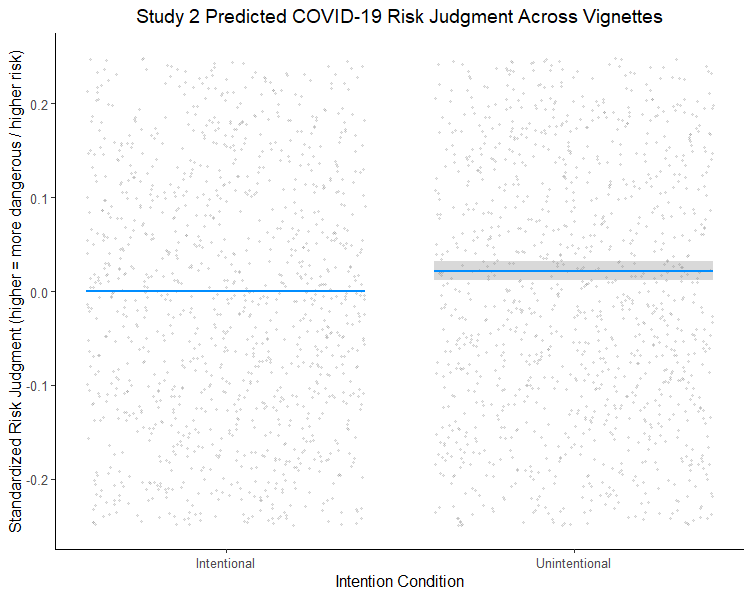 Study 2 Predicted COVID-19 Risk Judgment Across Vignettes
Standardized Risk Judgment (higher = more dangerous / higher risk)
0.2
0.1
0.0
-0.1
-0.2
Intentional
Unintentional
Intention Condition